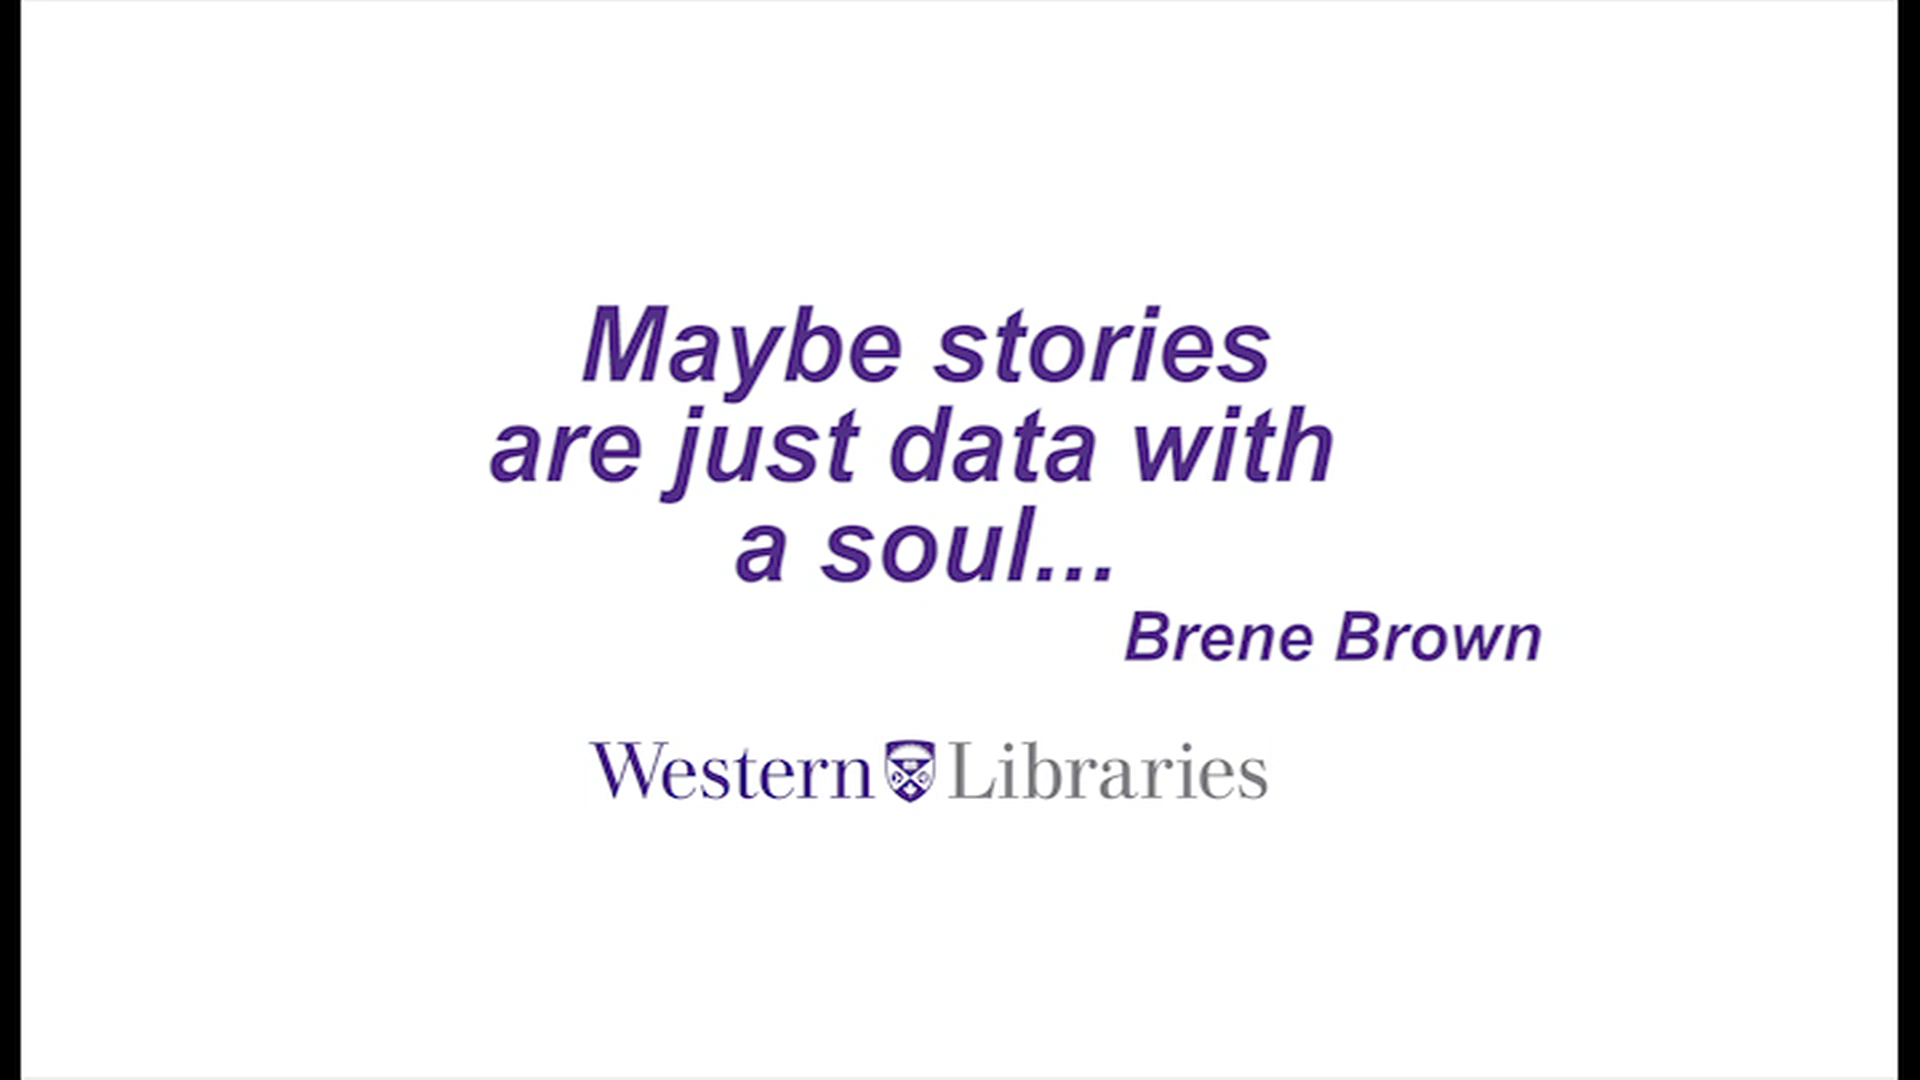 Maybe stories
are just data with
a soul...
Brene Brown
Western Libraries